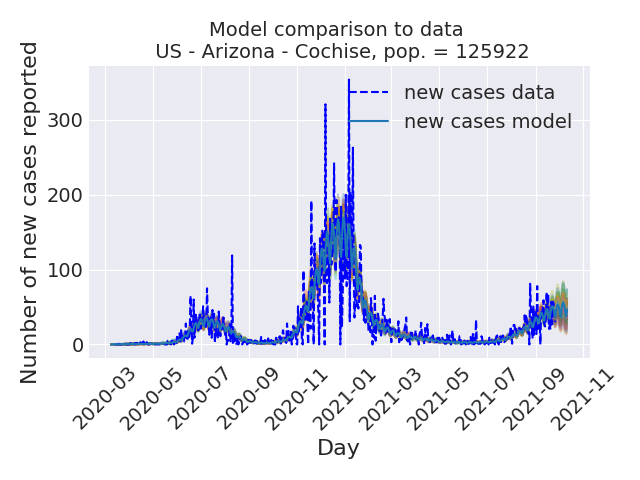 Model comparison to data
US - Arizona - Cochise, pop. = 125922
Number of new cases reported
300
200
100
0
new cases data
new cases model
2020-03
2020-05
2020-07
2020-09
2020-11
2021-01
2021-03
2021-05
2021-07
2021-09
2021-11
Day